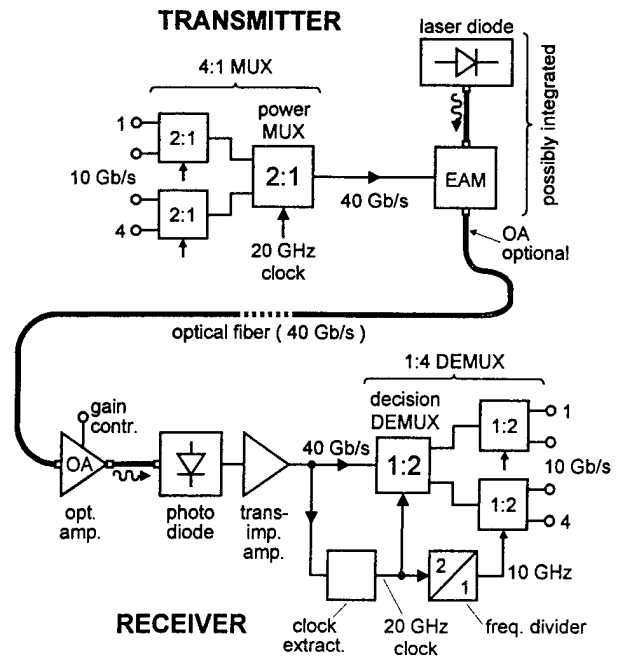 TRANSMITTER
laser diode
4:1 MUX
possibly integrated
power
MUX
1
2:1
10 Gb/s
2:1
4
2:1
40 Gb/s
EAM
20 GHz
clock
OA
optional
optical fiber ( 40 Gb/s )
1:4 DEMUX
gain
contr.
decision
DEMUX
OA
40 Gb/s
1:2
1:2
1
10 Gb/s
1:2
4
opt.
amp.
photo
diode
trans-
imp.
amp.
2
1
10 GHz
RECEIVER
clock
extract.
20 GHz
clock
freq. divider